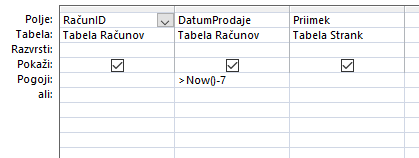 Polje: RačunID DatumProdaje Priimek
Tabela: Tabela Računov Tabela Računov Tabela Strank
Razvrsti:
Pokaži:
Pogoji: >Now()-7
ali: